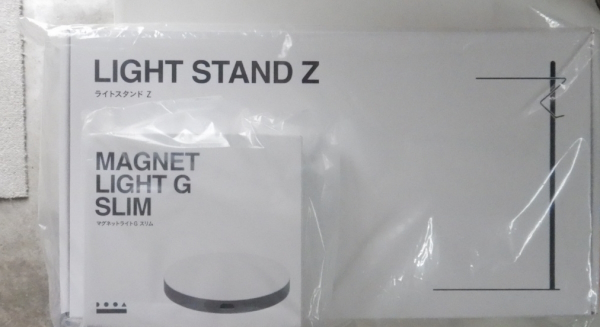 LIGHT STAND Z
ライトスタンド Z
MAGNET
LIGHT G
SLIM
マグネットライトG スリム